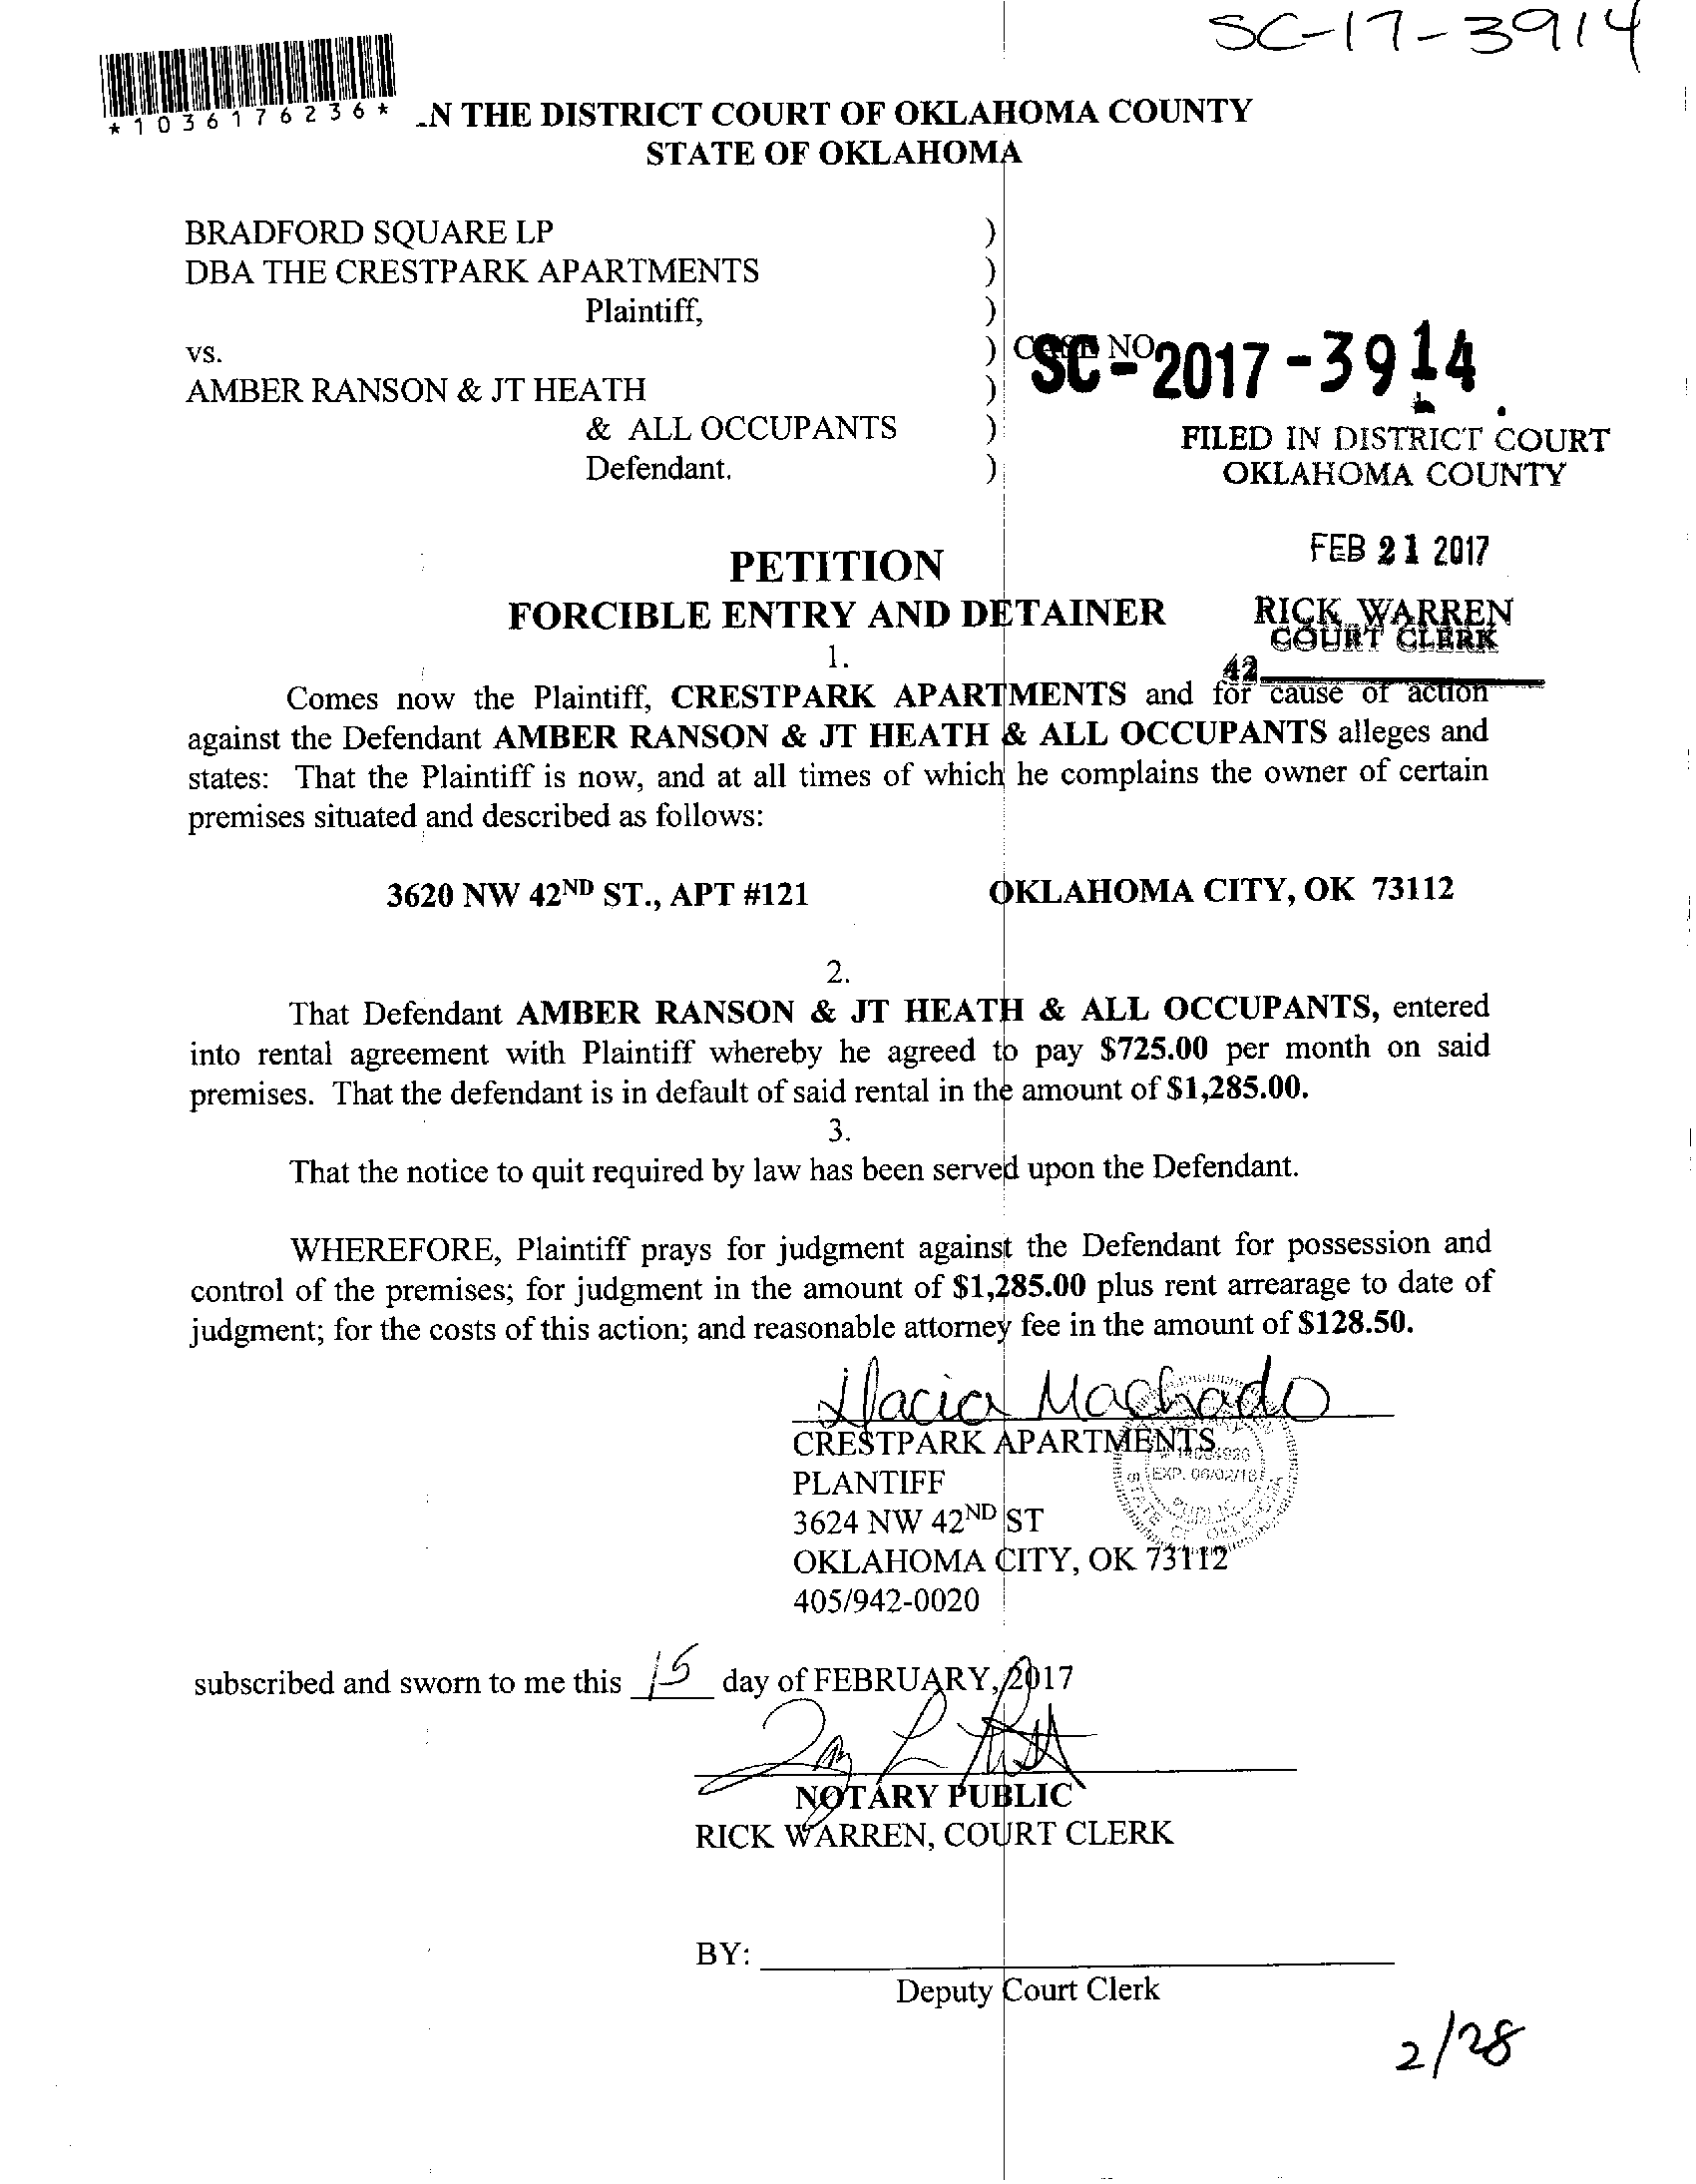 SC-17-3914
*1036176236*
.N THE DISTRICT COURT OF OKLAHOMA COUNTY
STATE OF OKLAHOMA
BRADFORD SQUARE LP )
DBA THE CRESTPARK APARTMENTS )
Plaintiff, )
vs. ) CASE NO. SC-2017-3914
AMBER RANSON & JT HEATH )
& ALL OCCUPANTS )
Defendant. )
FILED IN DISTRICT COURT
OKLAHOMA COUNTY
FEB 21 2017
RICK WARREN
COURT CLERK
42
PETITION
FORCIBLE ENTRY AND DETAINER
1.
Comes now the Plaintiff, CRESTPARK APARTMENTS and for cause of action
against the Defendant AMBER RANSON & JT HEATH & ALL OCCUPANTS alleges and
states: That the Plaintiff is now, and at all times of which he complains the owner of certain
premises situated and described as follows:
3620 NW 42ND ST., APT #121 OKLAHOMA CITY, OK 73112
2.
That Defendant AMBER RANSON & JT HEATH & ALL OCCUPANTS, entered
into rental agreement with Plaintiff whereby he agreed to pay $725.00 per month on said
premises. That the defendant is in default of said rental in the amount of $1,285.00.
3.
That the notice to quit required by law has been served upon the Defendant.
WHEREFORE, Plaintiff prays for judgment against the Defendant for possession and
control of the premises; for judgment in the amount of $1,285.00 plus rent arrearage to date of
judgment; for the costs of this action; and reasonable attorney fee in the amount of $128.50.
Machado
CRESTPARK APARTMENTS
PLANTIFF
3624 NW 42ND ST
OKLAHOMA CITY, OK 73112
405/942-0020
EXP. 06/02/18
PUBLIC
STATE OF
subscribed and sworn to me this 15 day of FEBRUARY, 2017
NOTARY PUBLIC
RICK WARREN, COURT CLERK
BY:
Deputy Court Clerk
2/28